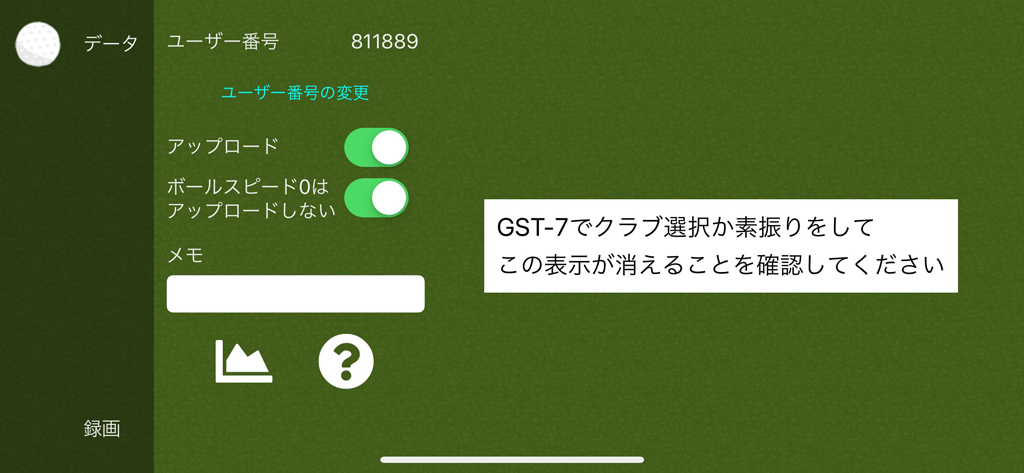 データ
ユーザー番号 811889
ユーザー番号の変更
アップロード
ボールスピード0は
アップロードしない
メモ
GST-7でクラブ選択か素振りをして
この表示が消えることを確認してください
?
録画